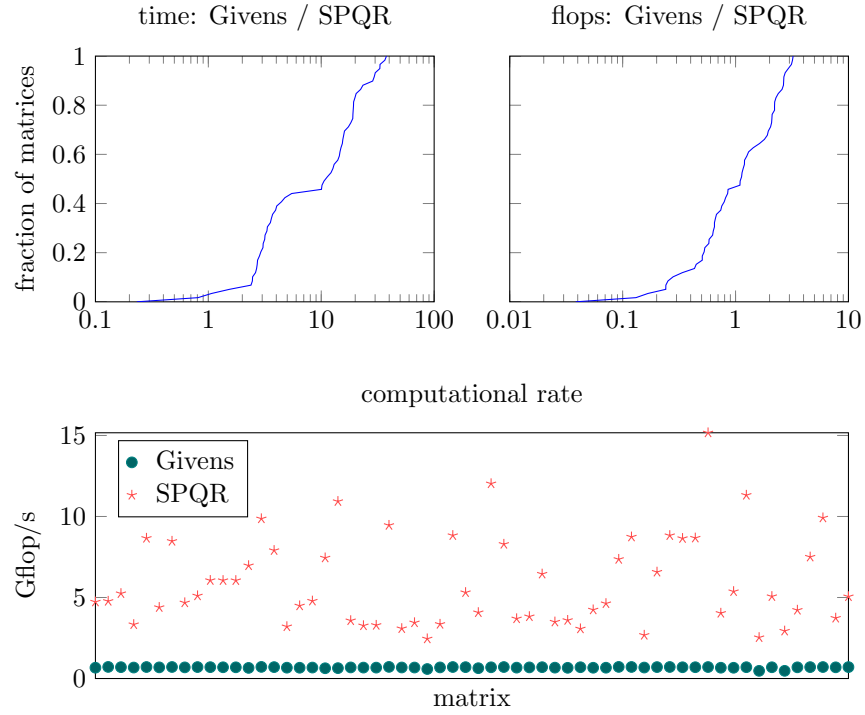 time: Givens / SPQR
flops: Givens / SPQR
fraction of matrices
1
0.8
0.6
0.4
0.2
0
0.1 1 10 100
0.01 0.1 1 10
computational rate
Gflop/s
15
10
5
0
Givens
SPQR
matrix